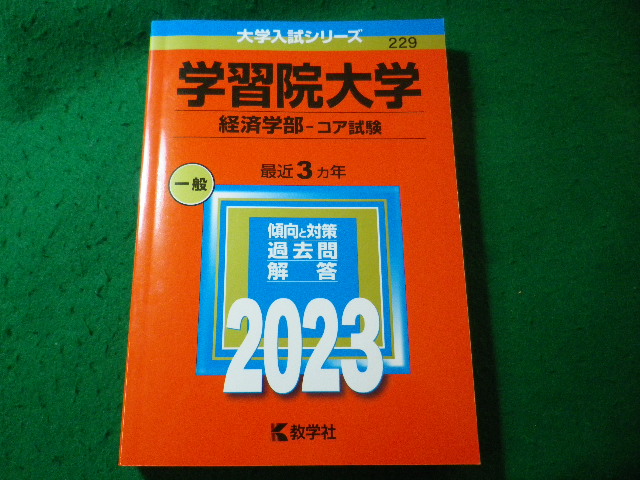 大学入試シリーズ
229
学習院大学
経済学部-コア試験
最近3カ年
一般
傾向と対策
過去問
解答
2023
教学社